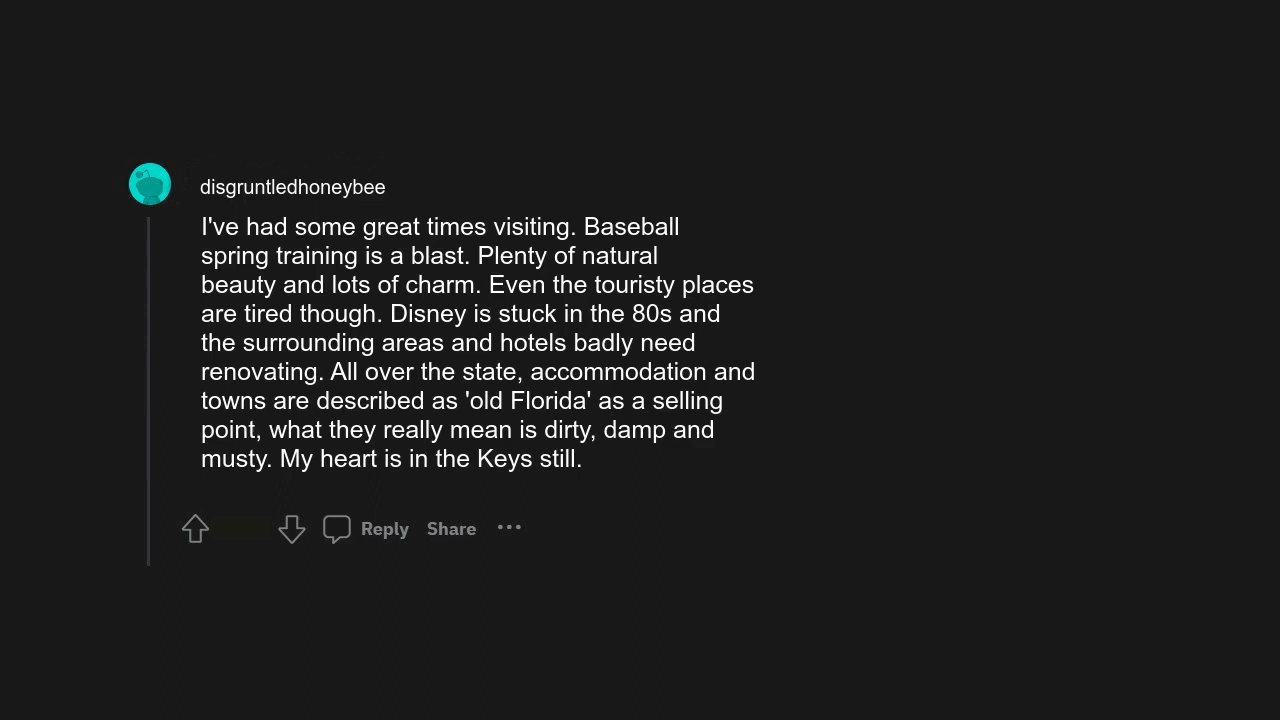 disgruntledhoneybee
I've had some great times visiting. Baseball
spring training is a blast. Plenty of natural
beauty and lots of charm. Even the touristy places
are tired though. Disney is stuck in the 80s and
the surrounding areas and hotels badly need
renovating. All over the state, accommodation and
towns are described as 'old Florida' as a selling
point, what they really mean is dirty, damp and
musty. My heart is in the Keys still.
Reply Share